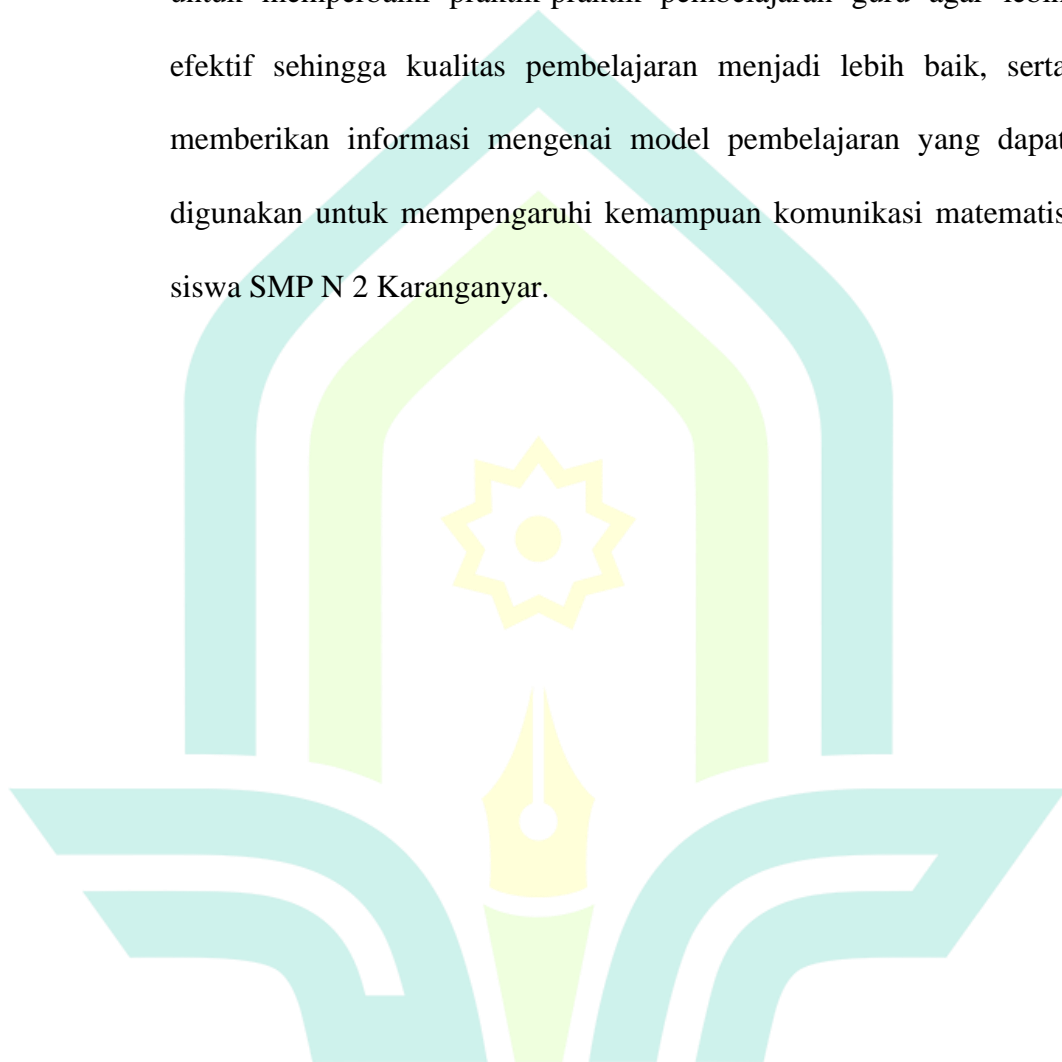 untuk memperbaiki praktik-praktik pembelajaran guru agar lebih
efektif sehingga kualitas pembelajaran menjadi lebih baik, serta
memberikan informasi mengenai model pembelajaran yang dapat
digunakan untuk mempengaruhi kemampuan komunikasi matematis
siswa SMP N 2 Karanganyar.